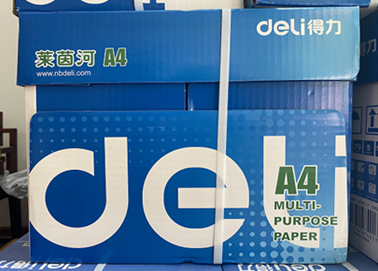 deli得力
莱茵河 A4
www.nbdeli.com
deli
A4
MULTI-
PURPOSE
PAPER